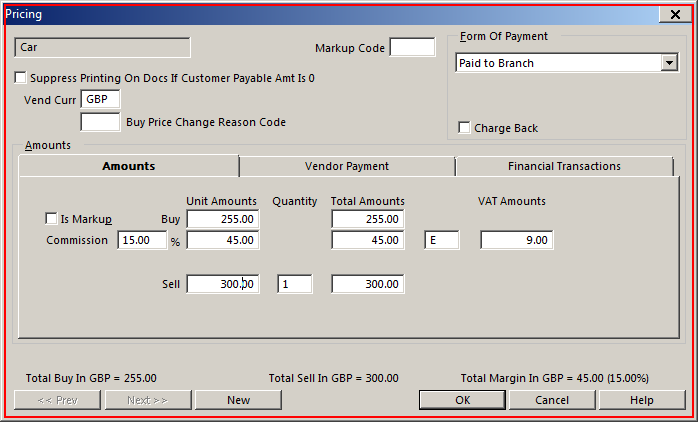 Pricing
Car
Markup Code
Form Of Payment
Paid to Branch
Suppress Printing On Docs If Customer Payable Amt Is 0
Vend Curr GBP
Buy Price Change Reason Code
Charge Back
Amounts
Amounts Vendor Payment Financial Transactions
Unit Amounts Quantity Total Amounts VAT Amounts
Is Markup Buy 255.00 255.00
Commission 15.00 % 45.00 45.00 E 9.00
Sell 300.00 1 300.00
Total Buy In GBP = 255.00 Total Sell In GBP = 300.00 Total Margin In GBP = 45.00 (15.00%)
<< Prev Next >> New OK Cancel Help